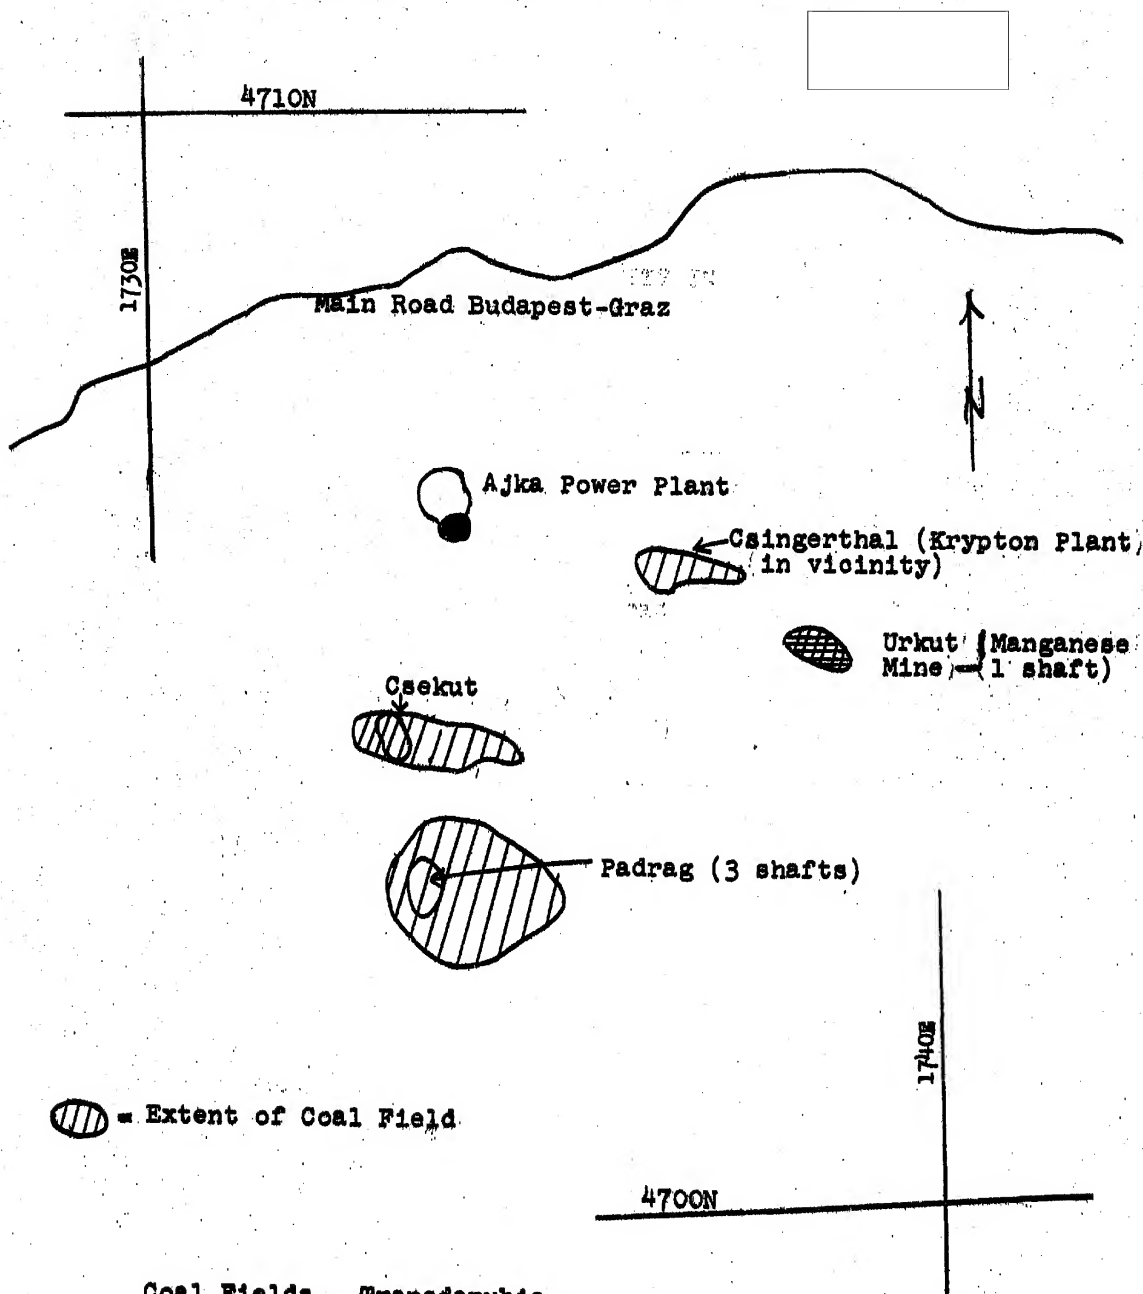 4710N
1730E
Main Road Budapest-Graz
N
Ajka Power Plant
Csingerthal (Krypton Plant
in vicinity)
Urkut (Manganese
Mine - (1 shaft)
Csekut
Padrag (3 shafts)
1740E
= Extent of Coal Field
4700N
Coal Fields